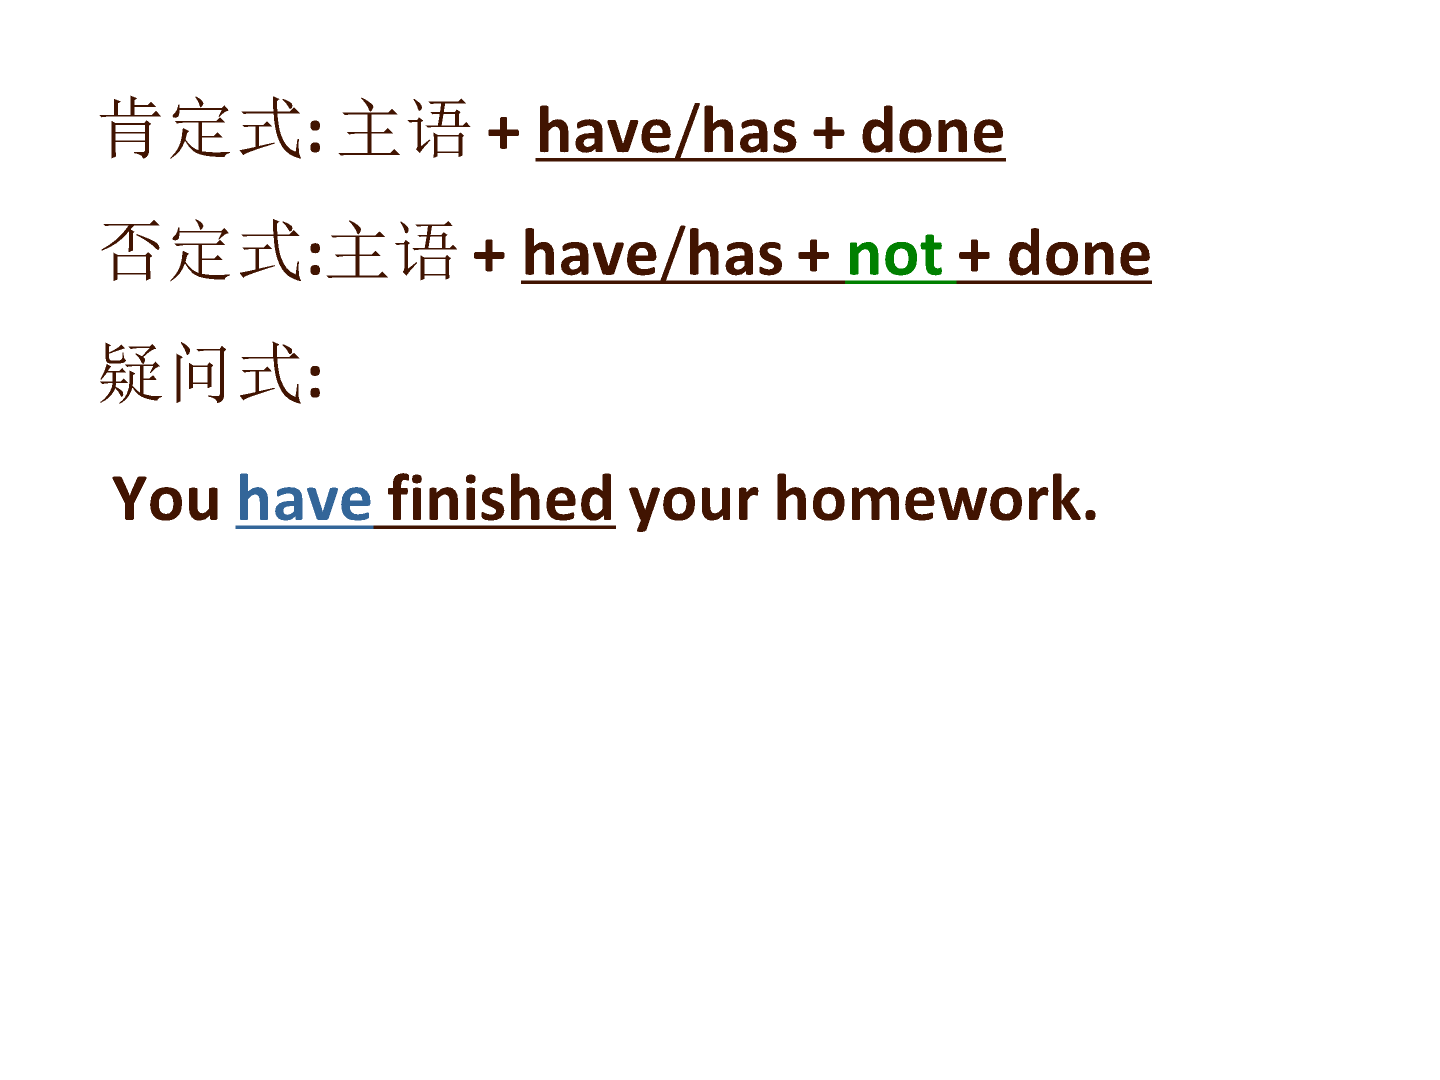 肯定式: 主语 + have/has + done
否定式:主语 + have/has + not + done
疑问式:
You have finished your homework.